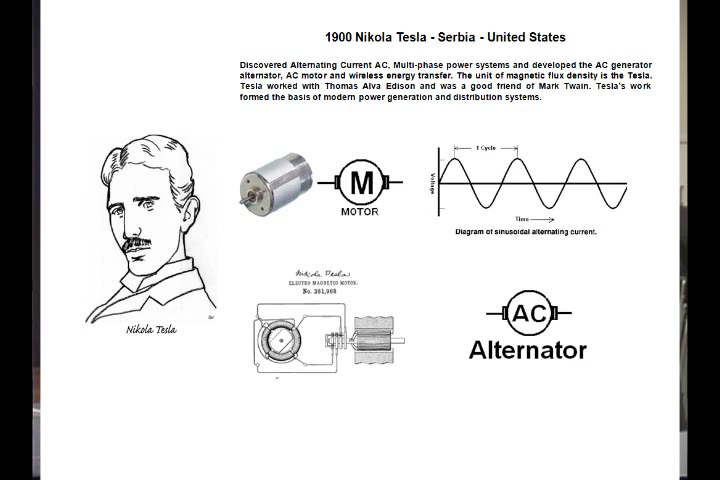 1900 Nikola Tesla - Serbia - United States
Discovered Alternating Current AC, Multi-phase power systems and developed the AC generator
alternator, AC motor and wireless energy transfer. The unit of magnetic flux density is the Tesla.
Tesla worked with Thomas Alva Edison and was a good friend of Mark Twain. Tesla's work
formed the basis of modern power generation and distribution systems.
Nikola Tesla
M
MOTOR
1 Cycle
Voltage
Time
Diagram of sinusoidal alternating current.
Nikola Tesla
ELECTRO MAGNETIC MOTOR.
No. 381,968
AC
Alternator